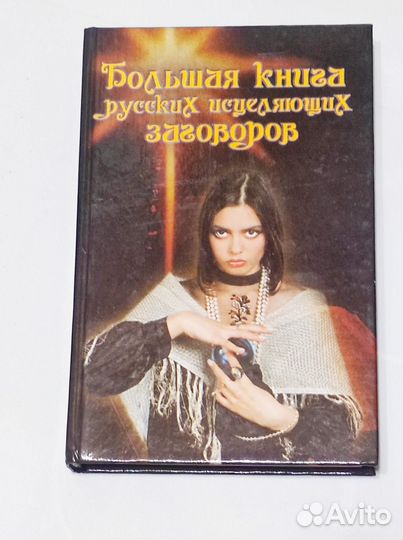 Большая книга
русских исцеляющих
заговоров
Avito